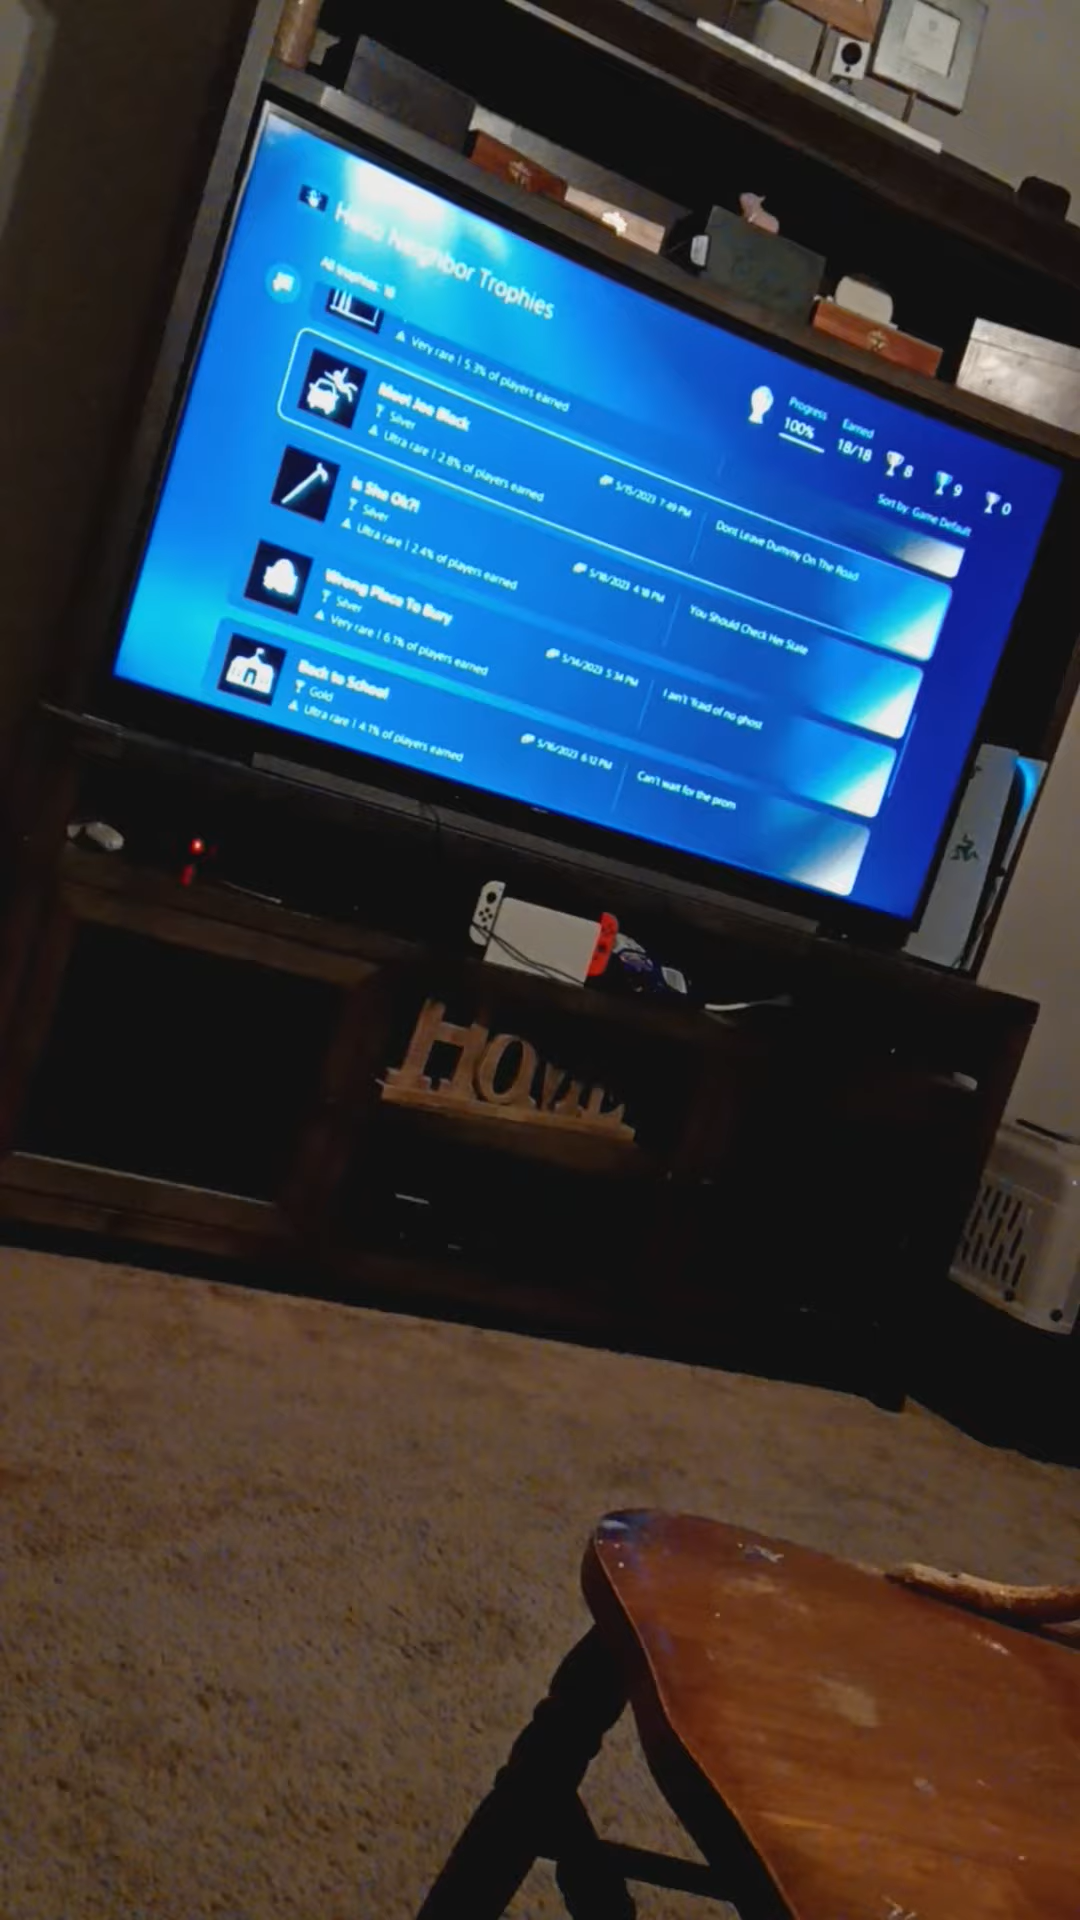 Hello Neighbor Trophies
All trophies: 18
Progress
100%
Earned
18/18
8
9
0
Sort by: Game Default
Very rare | 5.3% of players earned
Meet Joe Black
Silver
Ultra rare | 2.8% of players earned
5/15/2023 7:49 PM
Dont Leave Dummy On The Road
Is She Ok?!
Silver
Ultra rare | 2.4% of players earned
5/18/2023 4:18 PM
You Should Check Her State
Wrong Place To Bury
Silver
Very rare | 6.1% of players earned
5/14/2023 5:34 PM
I ain't 'fraid of no ghost
Back to School
Gold
Ultra rare | 4.1% of players earned
5/16/2023 6:12 PM
Can't wait for the prom
HOME